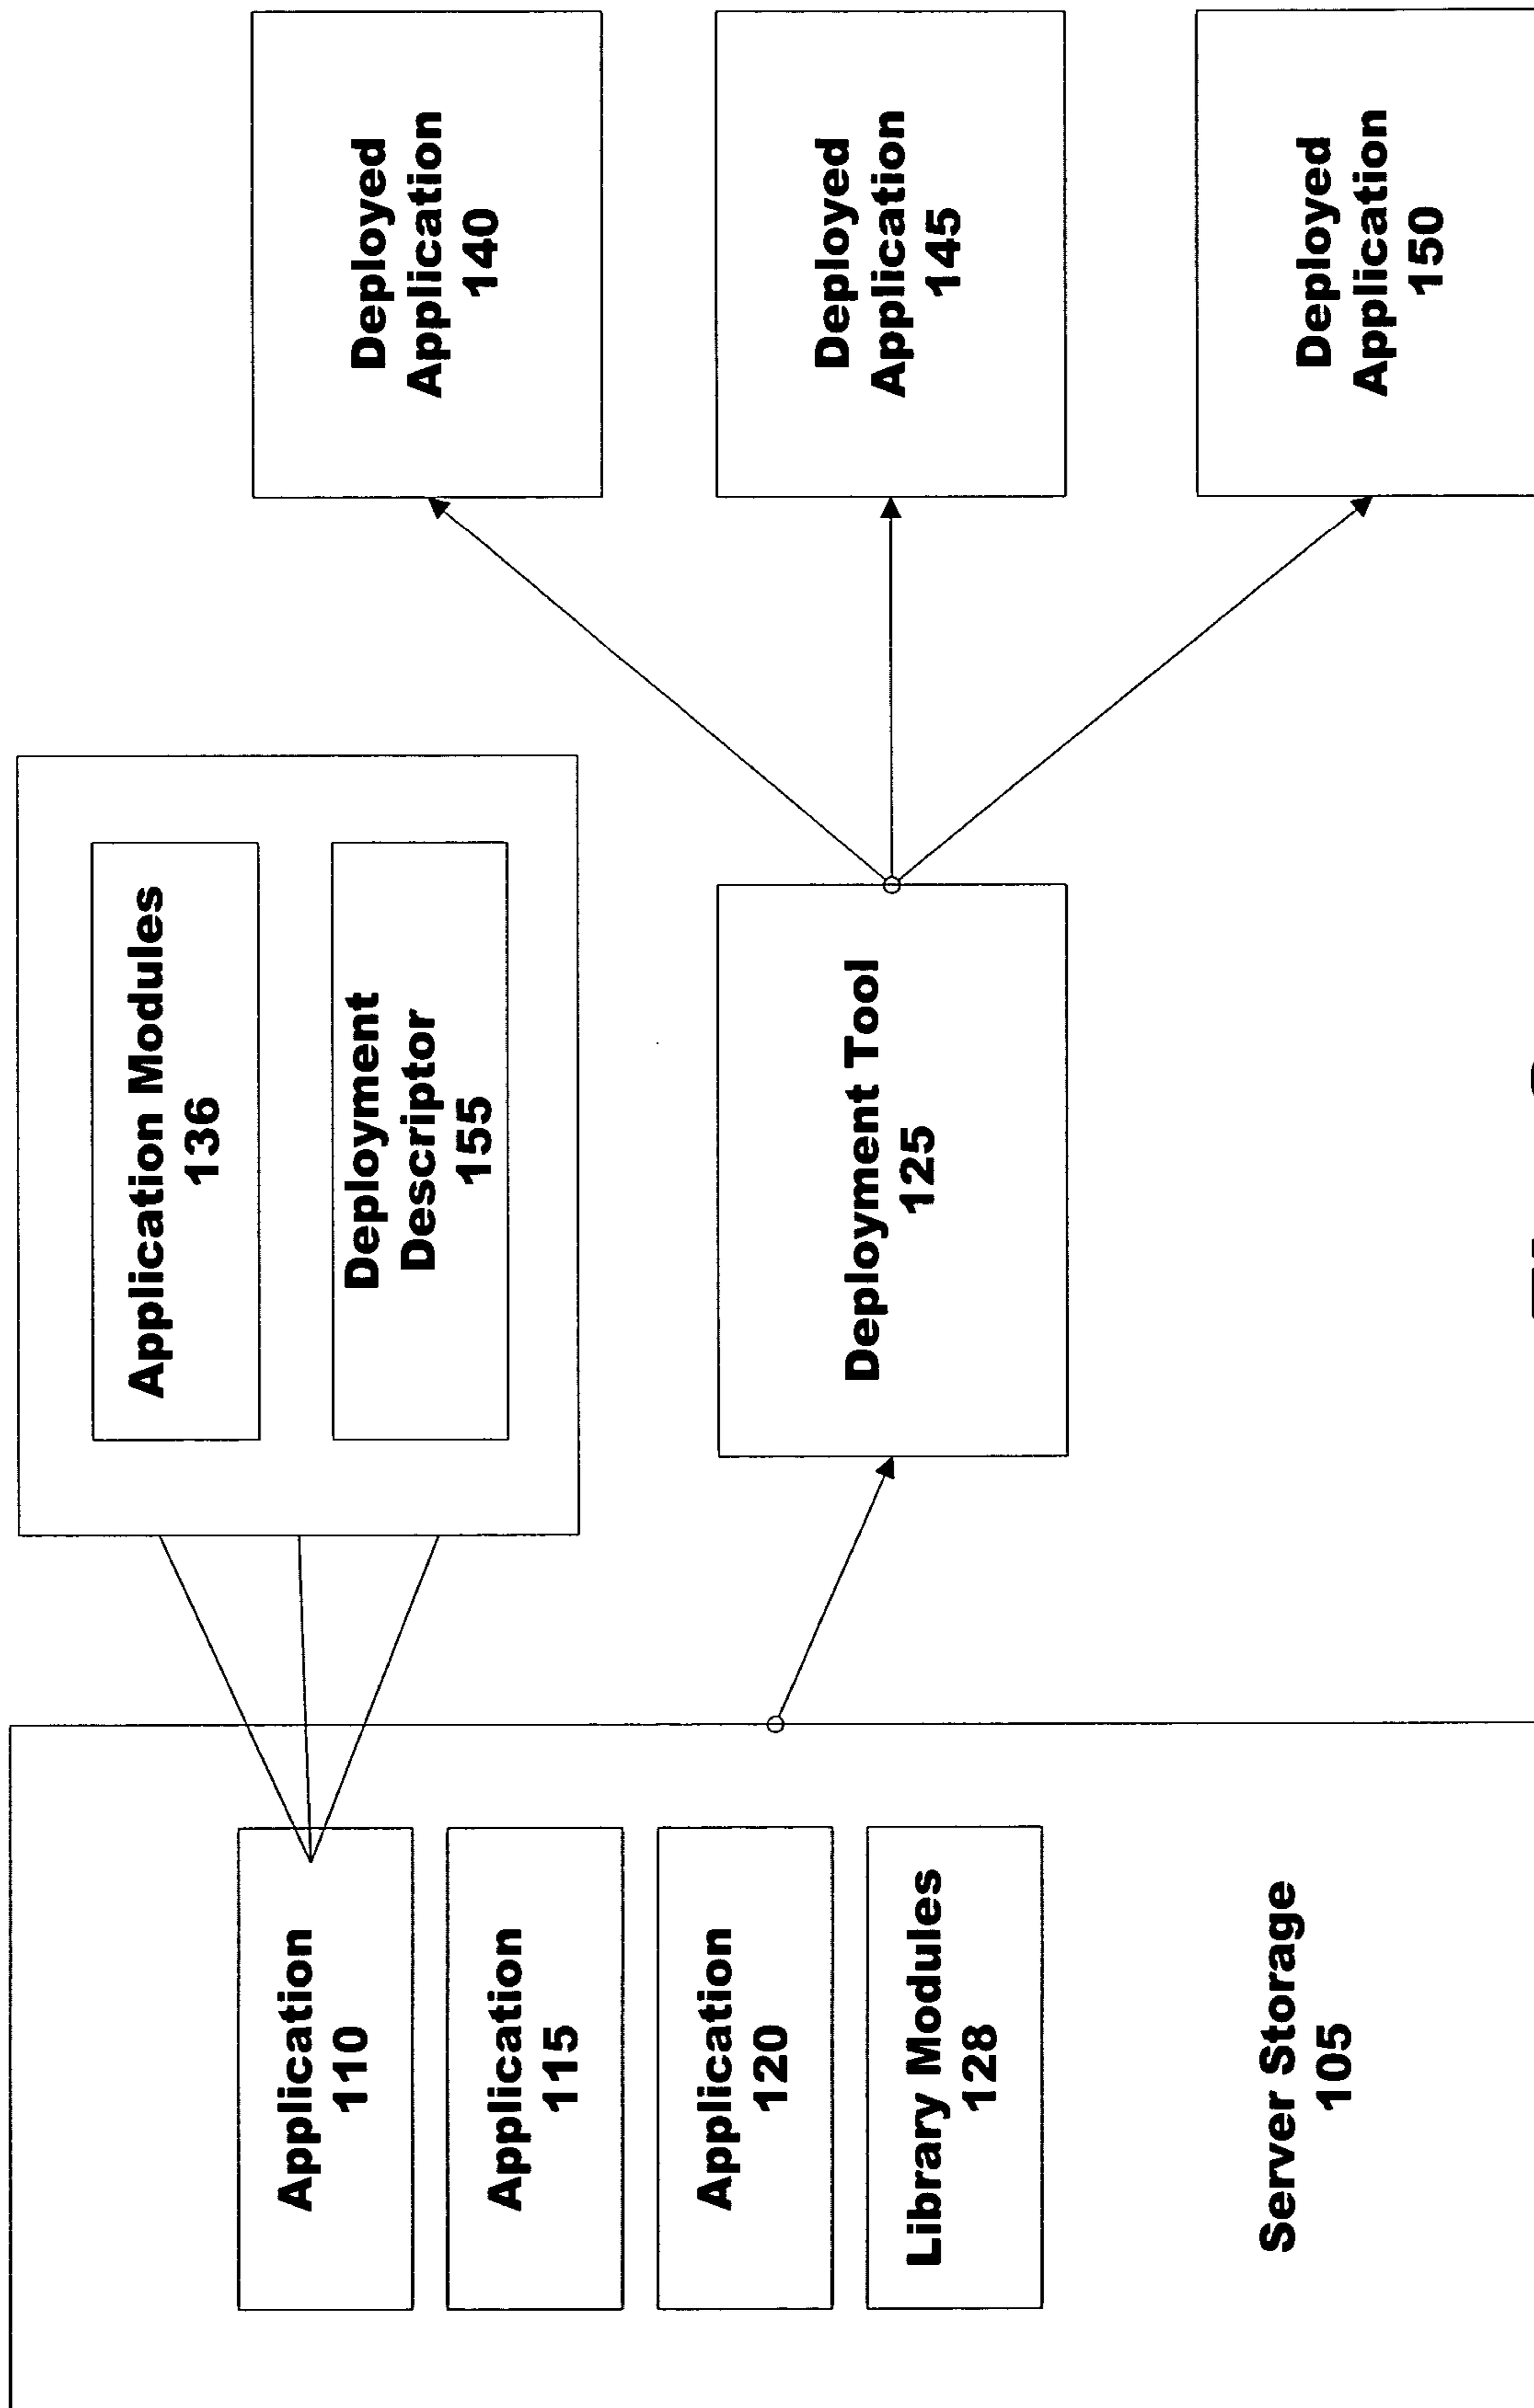 Application
110
Application
115
Application
120
Library Modules
128
Server Storage
105
Application Modules
136
Deployment
Descriptor
155
Deployment Tool
125
Deployed
Application
140
Deployed
Application
145
Deployed
Application
150